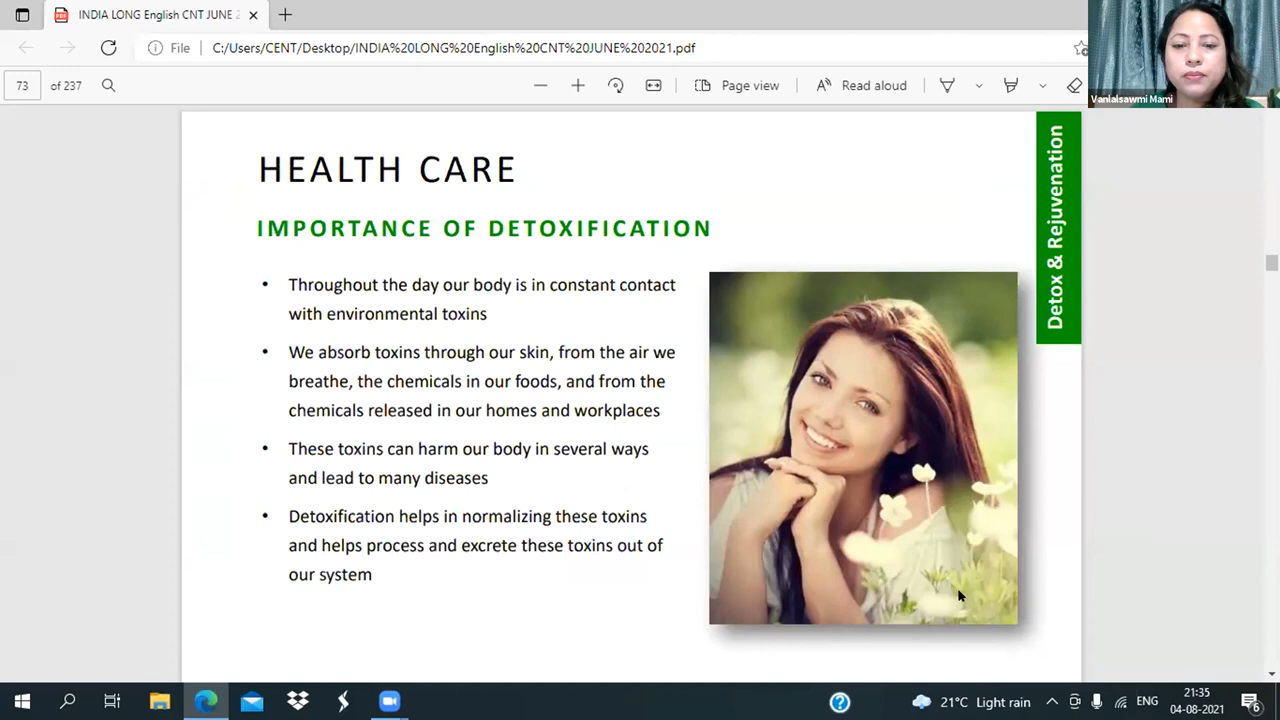 INDIA LONG English CNT JUNE 2
File
C:/Users/CENT/Desktop/INDIA%20LONG%20English%20CNT%20JUNE%202021.pdf
73 of 237
Page view
Read aloud
Vanlalsawmi Mami
HEALTH CARE
Detox & Rejuvenation
IMPORTANCE OF DETOXIFICATION
• Throughout the day our body is in constant contact
with environmental toxins
• We absorb toxins through our skin, from the air we
breathe, the chemicals in our foods, and from the
chemicals released in our homes and workplaces
• These toxins can harm our body in several ways
and lead to many diseases
• Detoxification helps in normalizing these toxins
and helps process and excrete these toxins out of
our system
21°C Light rain
ENG
21:35
04-08-2021
6